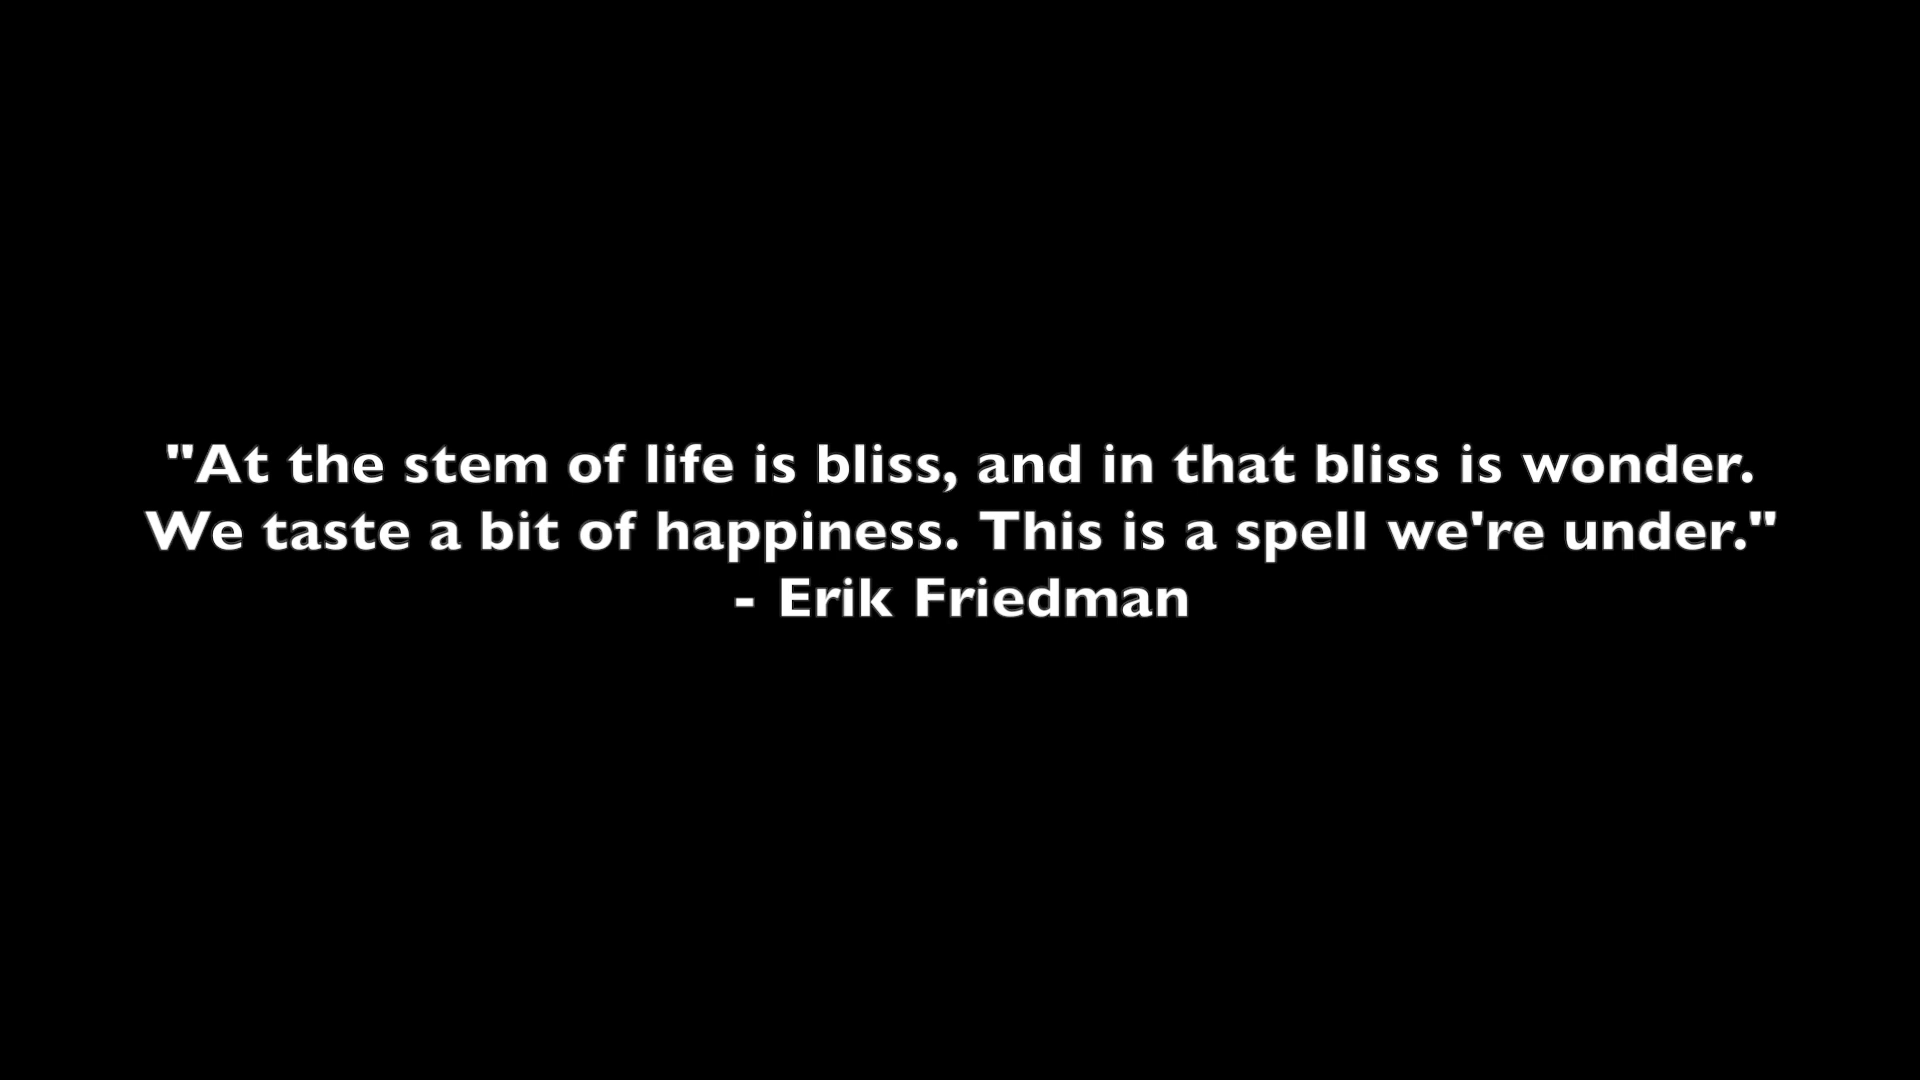 "At the stem of life is bliss, and in that bliss is wonder.
We taste a bit of happiness. This is a spell we're under."
- Erik Friedman